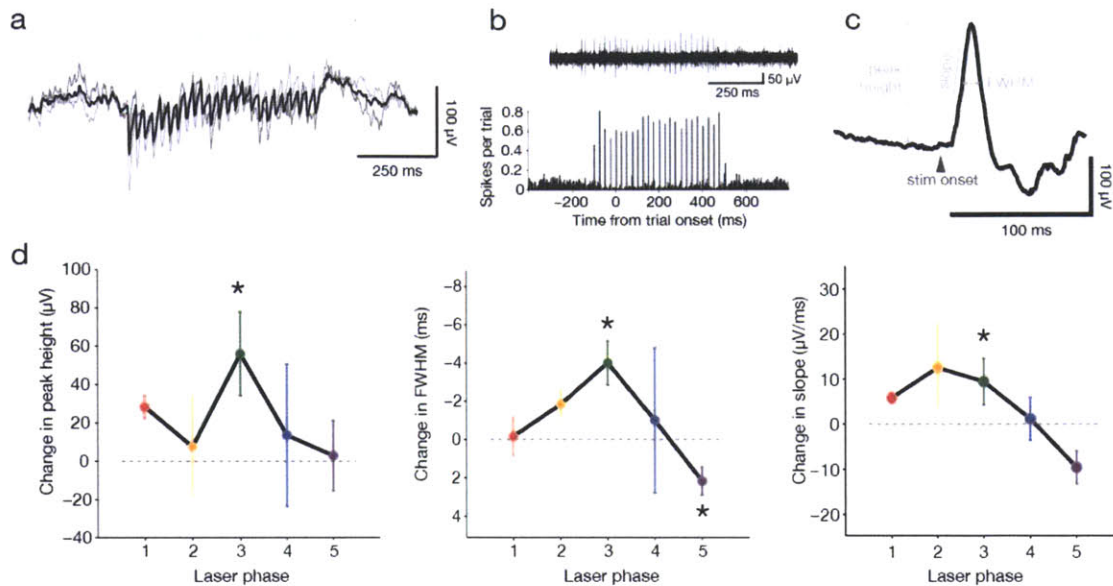 a
100 µV
250 ms
b
50 µV
250 ms
Spikes per trial
0.8
0.6
0.4
0.2
0
−200 0 200 400 600
Time from trial onset (ms)
c
peak
height
slope
FWHM
stim onset
100 µV
100 ms
d
Change in peak height (µV)
100
80
60
40
20
0
−20
−40
*
1 2 3 4 5
Laser phase
Change in FWHM (ms)
−8
−6
−4
−2
0
2
4
*
*
1 2 3 4 5
Laser phase
Change in slope (µV/ms)
30
20
10
0
−10
−20
*
1 2 3 4 5
Laser phase